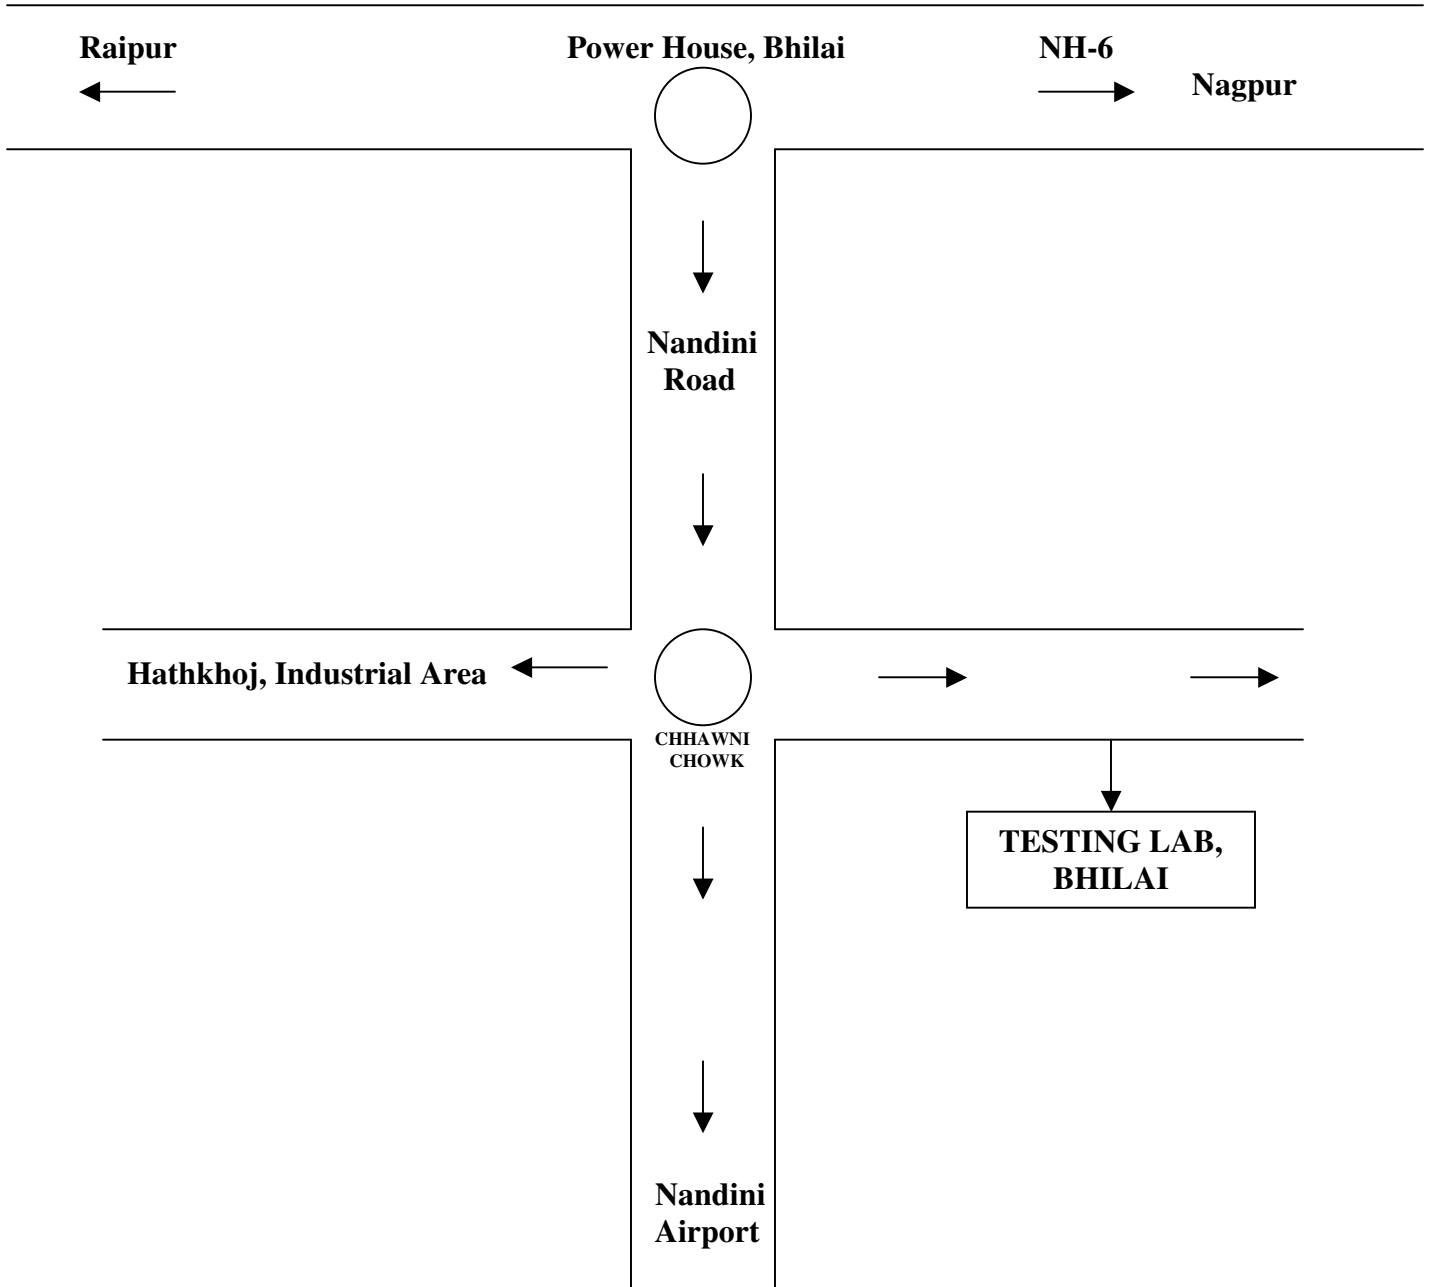 Raipur
Power House, Bhilai
NH-6
Nagpur
Nandini
Road
Hathkhoj, Industrial Area
CHHAWNI
CHOWK
TESTING LAB,
BHILAI
Nandini
Airport